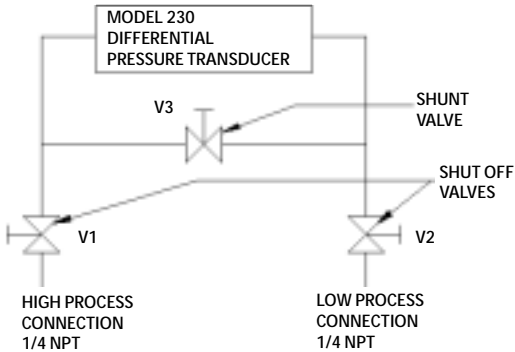 MODEL 230
DIFFERENTIAL
PRESSURE TRANSDUCER
V3
SHUNT
VALVE
SHUT OFF
VALVES
V1
V2
HIGH PROCESS
CONNECTION
1/4 NPT
LOW PROCESS
CONNECTION
1/4 NPT